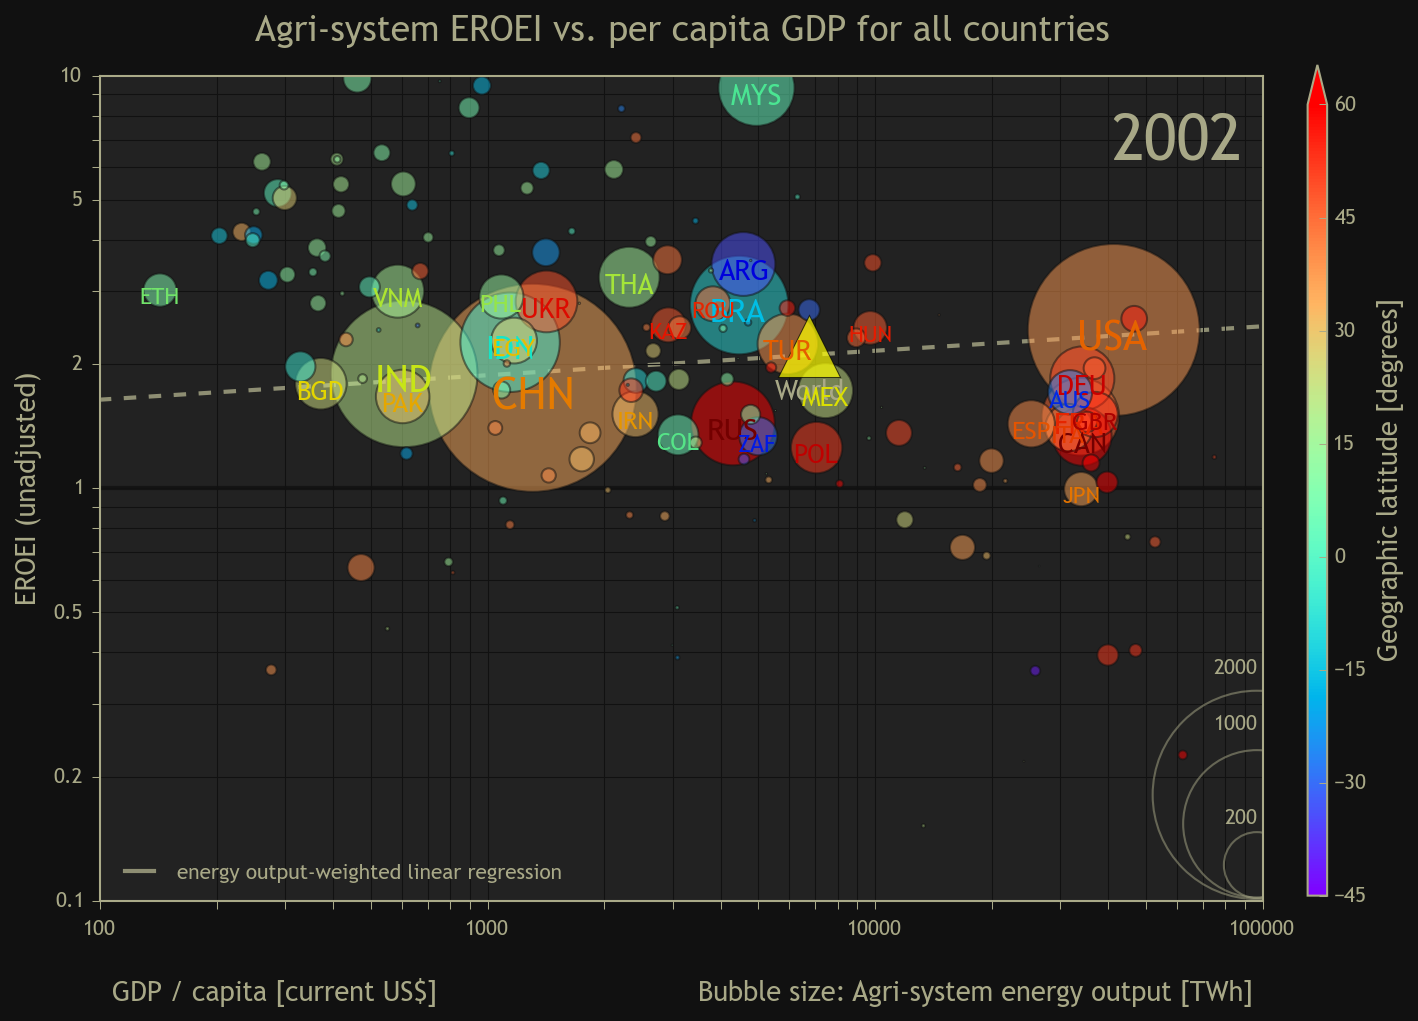 Agri-system EROEI vs. per capita GDP for all countries
2002
EROEI (unadjusted)
10
5
2
1
0.5
0.2
0.1
MYS
ARG
BRA
THA
ETH
VNM
PHL
UKR
ROU
KAZ
HUN
USA
TUR
EGY
IND
CHN
BGD
PAK
World
MEX
DEU
AUS
IRN
RUS
ZAF
COL
POL
ESP
GBR
CAN
JPN
2000
1000
200
energy output-weighted linear regression
100
1000
10000
100000
GDP / capita [current US$]
Bubble size: Agri-system energy output [TWh]
60
45
30
15
0
−15
−30
−45
Geographic latitude [degrees]